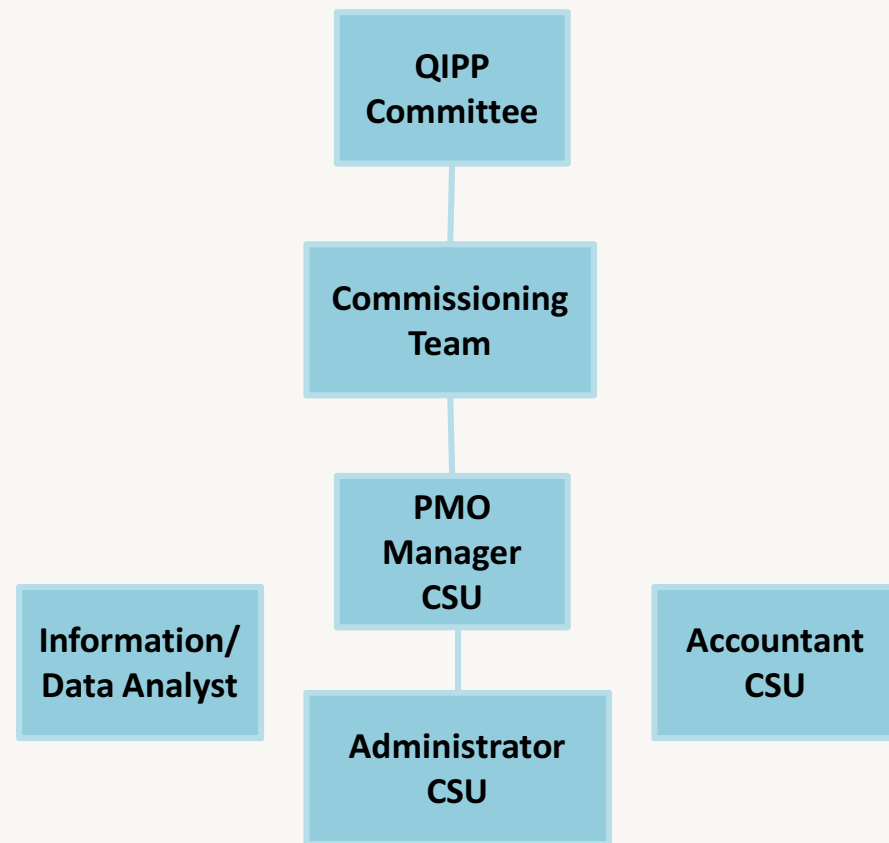 QIPP
Committee
Commissioning
Team
PMO
Manager
CSU
Information/
Data Analyst
Accountant
CSU
Administrator
CSU